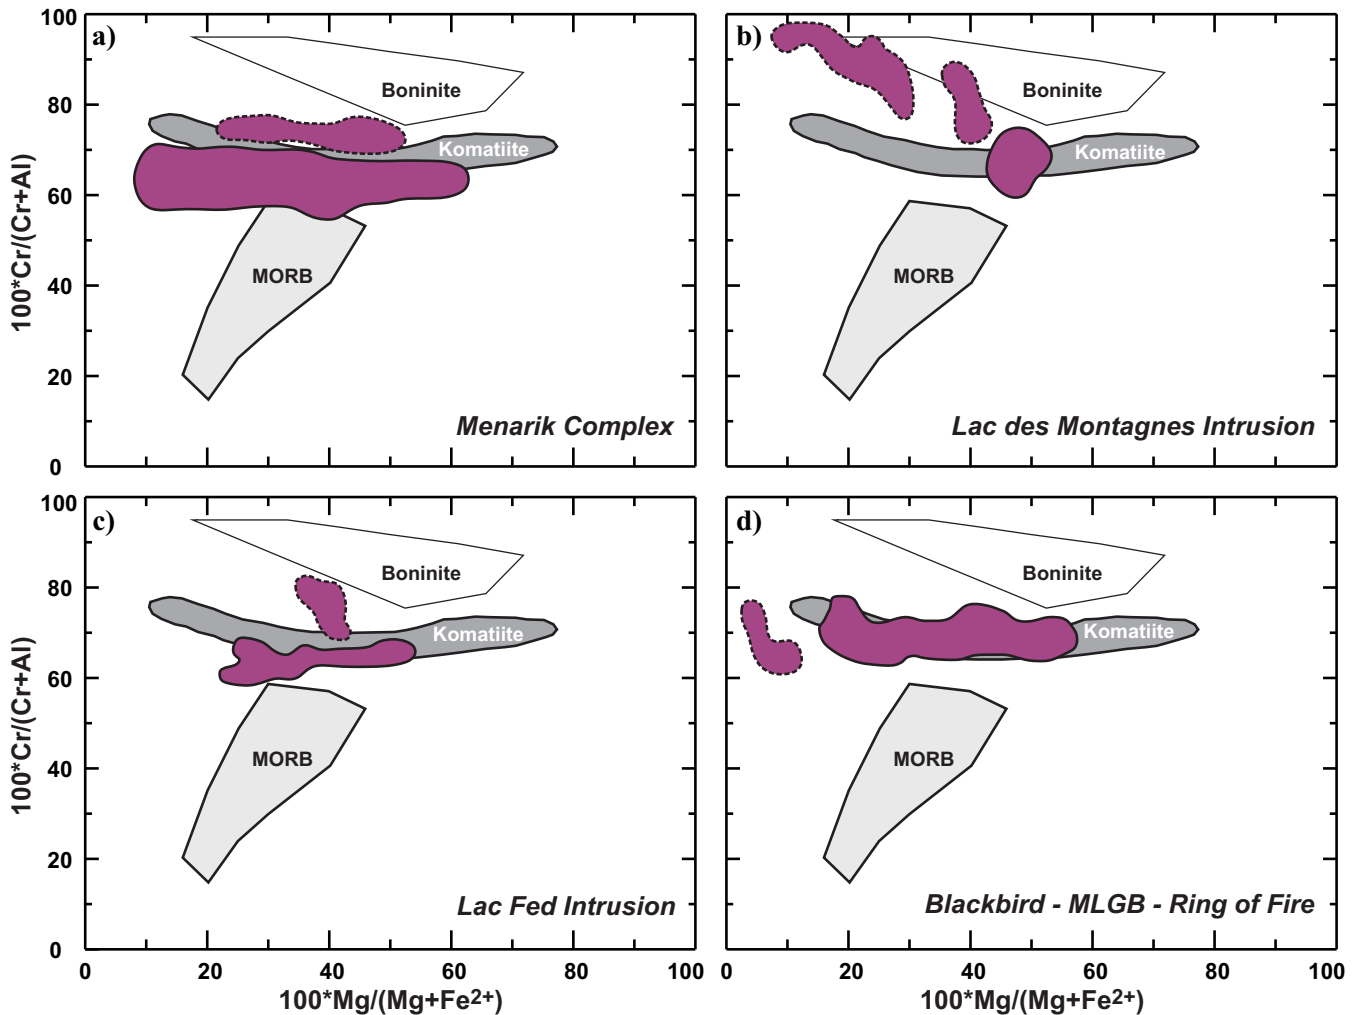 100
80
60
40
20
0
100*Cr/(Cr+Al)
a)
Boninite
Komatiite
MORB
Menarik Complex
b)
Boninite
Komatiite
MORB
Lac des Montagnes Intrusion
100
80
60
40
20
0
100*Cr/(Cr+Al)
c)
Boninite
Komatiite
MORB
Lac Fed Intrusion
0 20 40 60 80 100
100*Mg/(Mg+Fe2+)
d)
Boninite
Komatiite
MORB
Blackbird - MLGB - Ring of Fire
0 20 40 60 80 100
100*Mg/(Mg+Fe2+)